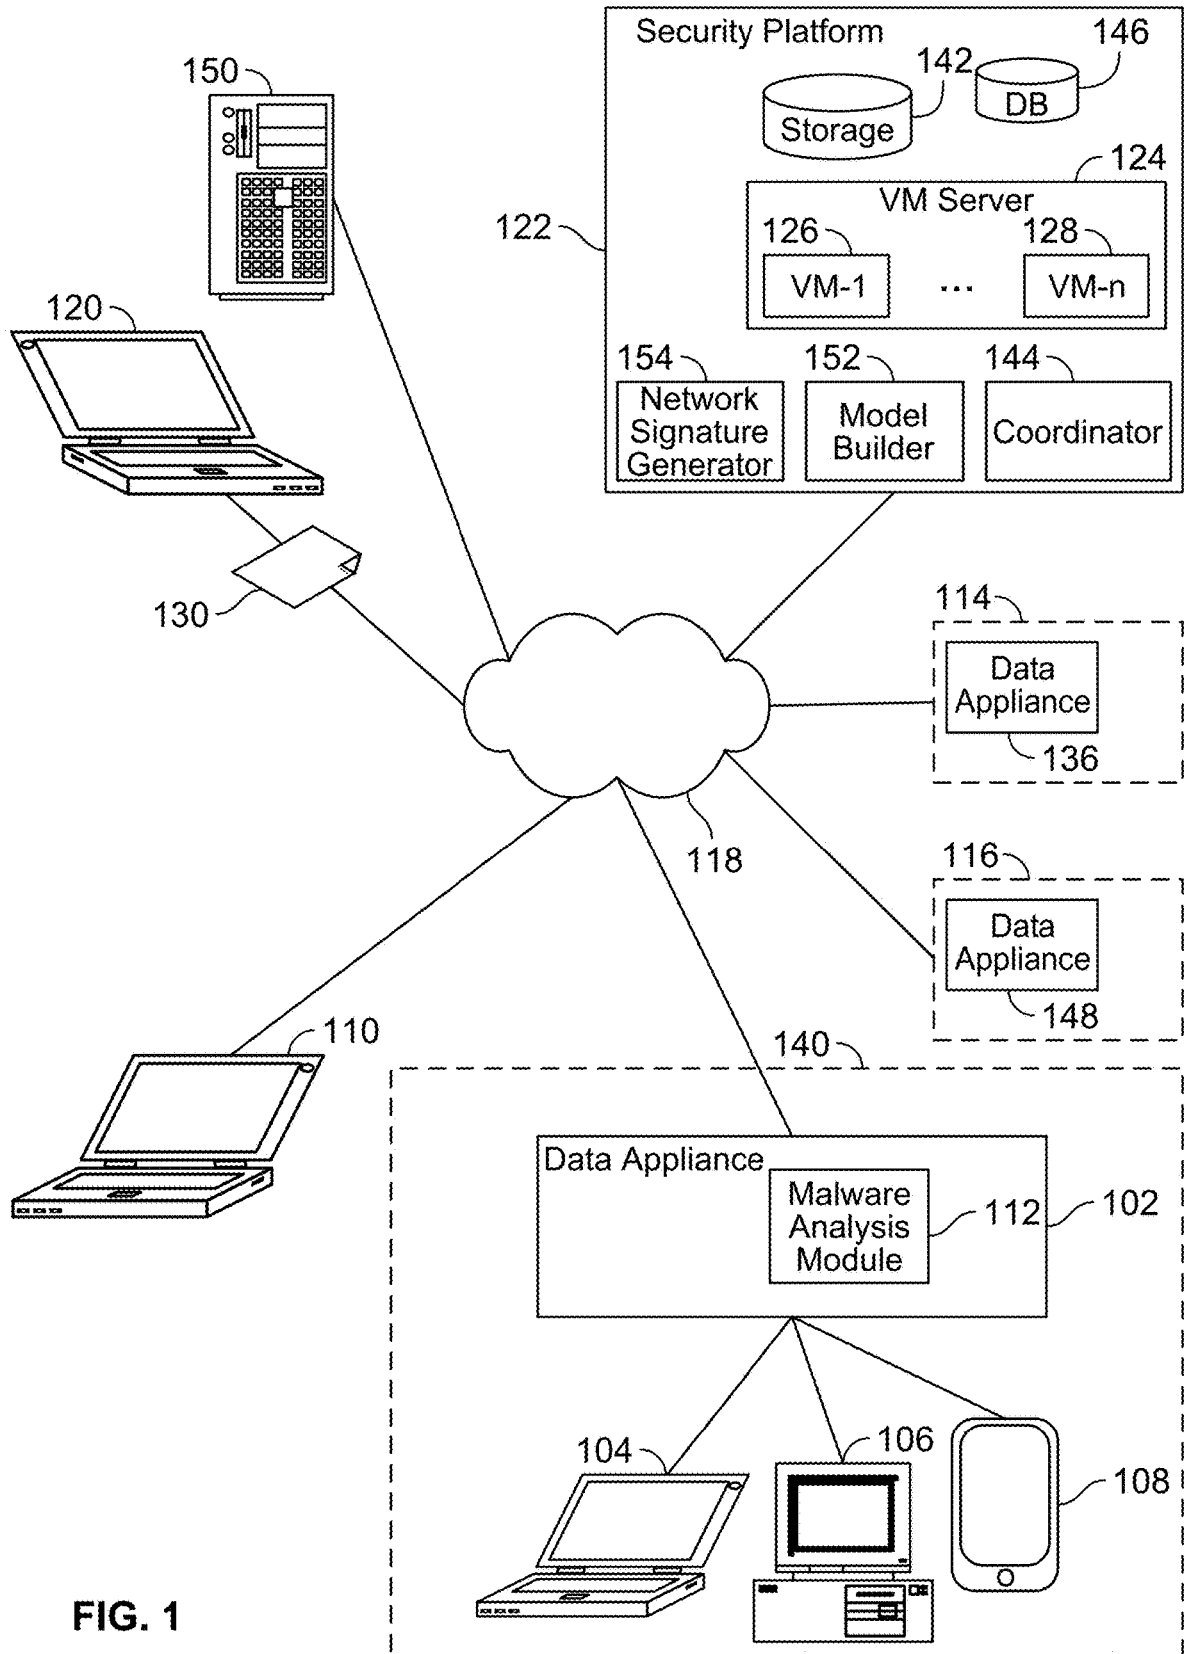 Security Platform
146
150
142
DB
Storage
124
VM Server
122
126
128
VM-1
...
VM-n
120
154
152
144
Network
Signature
Generator
Model
Builder
Coordinator
130
114
Data
Appliance
136
118
116
Data
Appliance
148
110
140
Data Appliance
Malware
Analysis
Module
112
102
104
106
108
FIG. 1